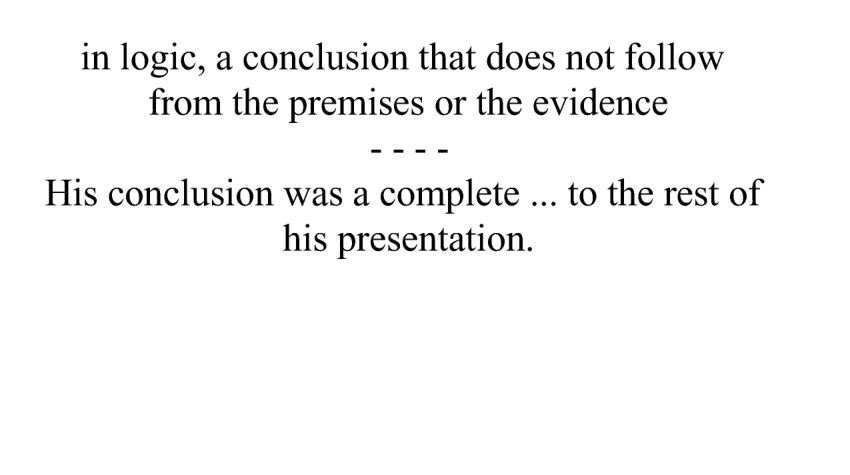 in logic, a conclusion that does not follow
from the premises or the evidence
- - - -
His conclusion was a complete ... to the rest of
his presentation.